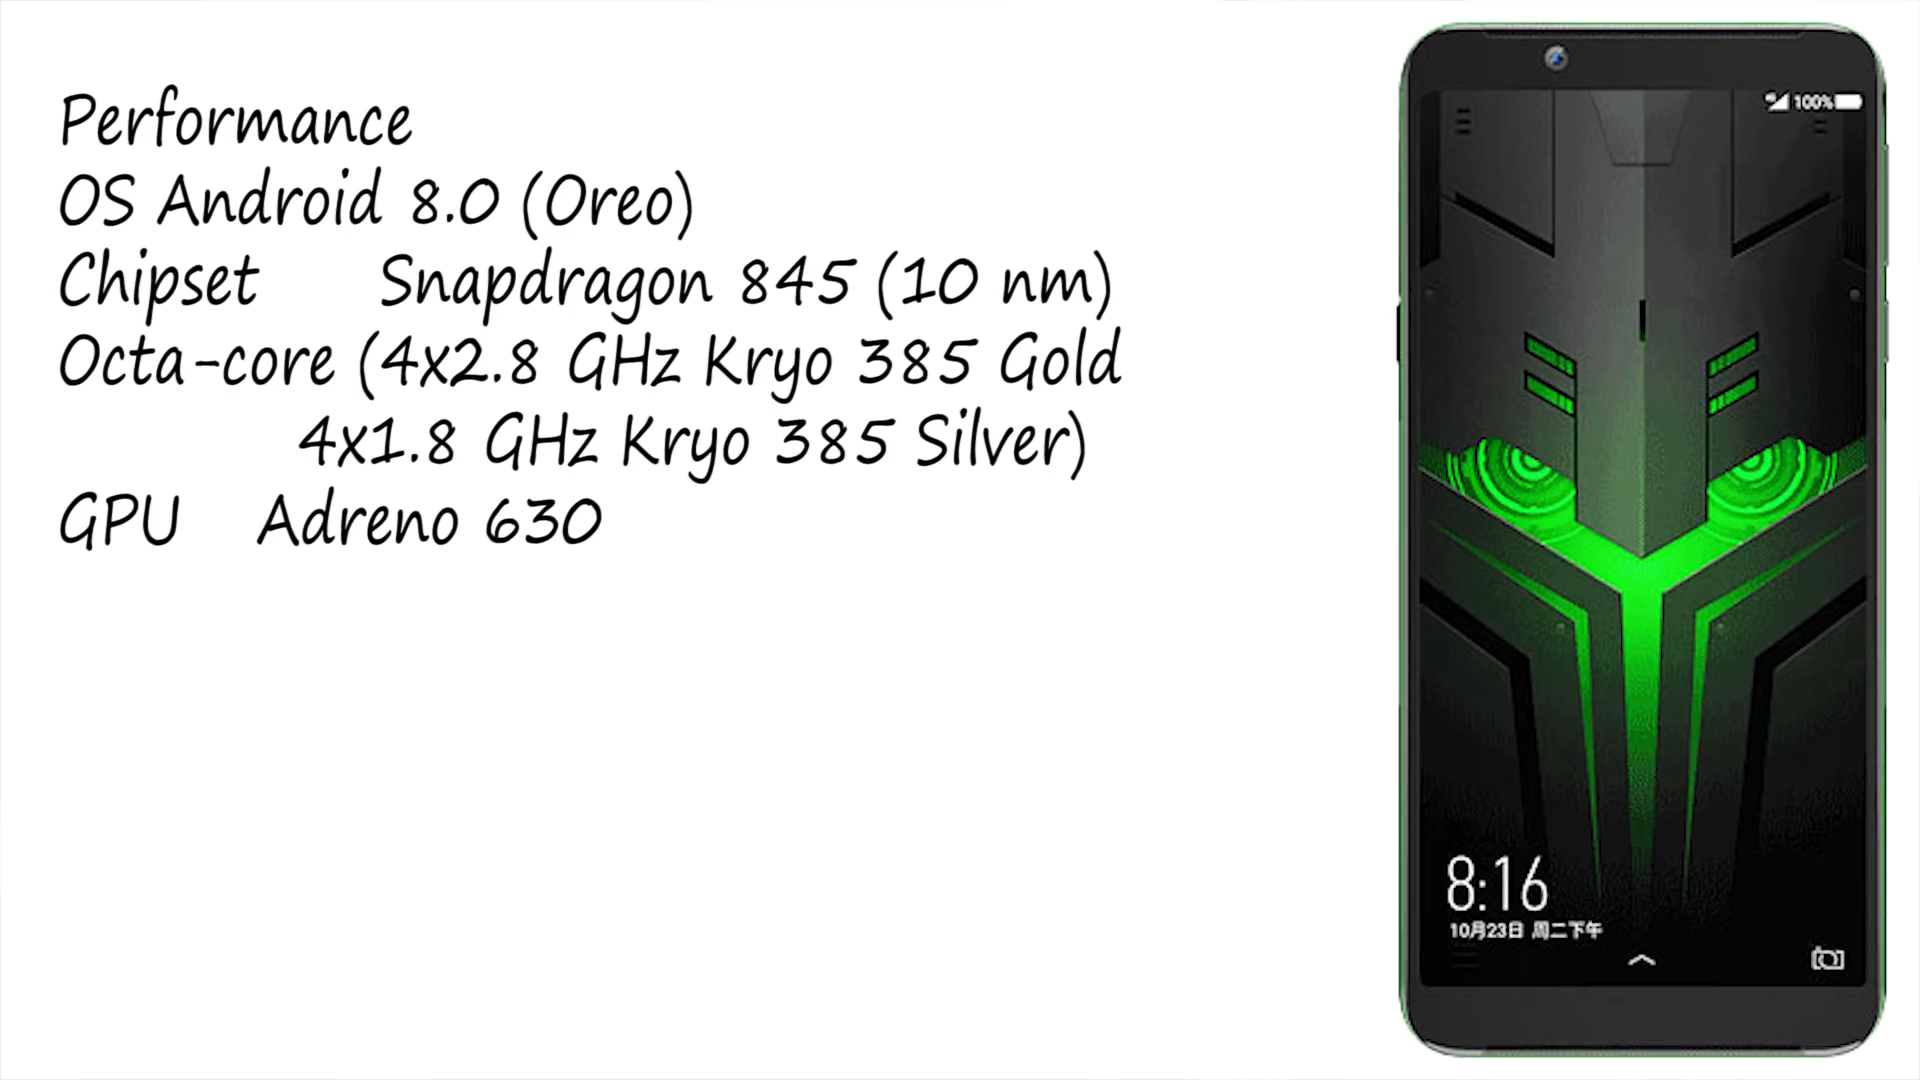 Performance
OS Android 8.0 (Oreo)
Chipset Snapdragon 845 (10 nm)
Octa-core (4x2.8 GHz Kryo 385 Gold
4x1.8 GHz Kryo 385 Silver)
GPU Adreno 630
100%
8:16
10月23日 周二下午